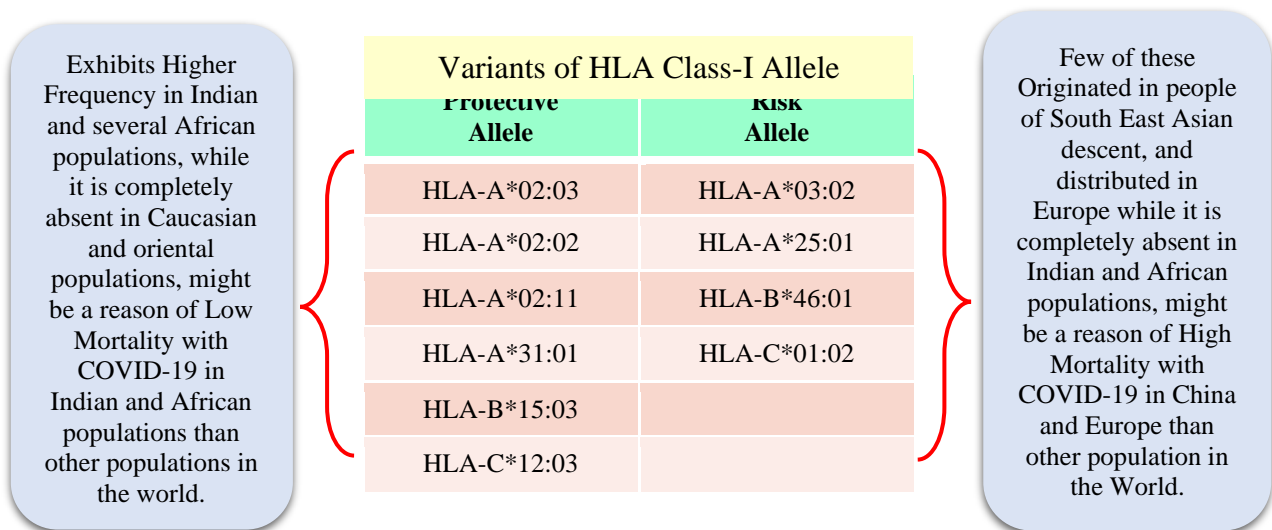 Exhibits Higher
Frequency in Indian
and several African
populations, while
it is completely
absent in Caucasian
and oriental
populations, might
be a reason of Low
Mortality with
COVID-19 in
Indian and African
populations than
other populations in
the world.
Variants of HLA Class-I Allele
Protective
Allele
Risk
Allele
HLA-A*02:03 HLA-A*03:02
HLA-A*02:02 HLA-A*25:01
HLA-A*02:11 HLA-B*46:01
HLA-A*31:01 HLA-C*01:02
HLA-B*15:03
HLA-C*12:03
Few of these
Originated in people
of South East Asian
descent, and
distributed in
Europe while it is
completely absent in
Indian and African
populations, might
be a reason of High
Mortality with
COVID-19 in China
and Europe than
other population in
the World.